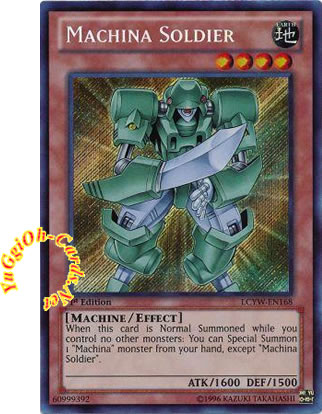 MACHINA SOLDIER
EARTH
地
YuGgiOh-Cards.Net
1st Edition
LCYW-EN168
[MACHINE/EFFECT]
When this card is Normal Summoned while you
control no other monsters: You can Special Summon
1 "Machina" monster from your hand, except "Machina
Soldier".
ATK/1600 DEF/1500
60999392
©1996 KAZUKI TAKAHASHI